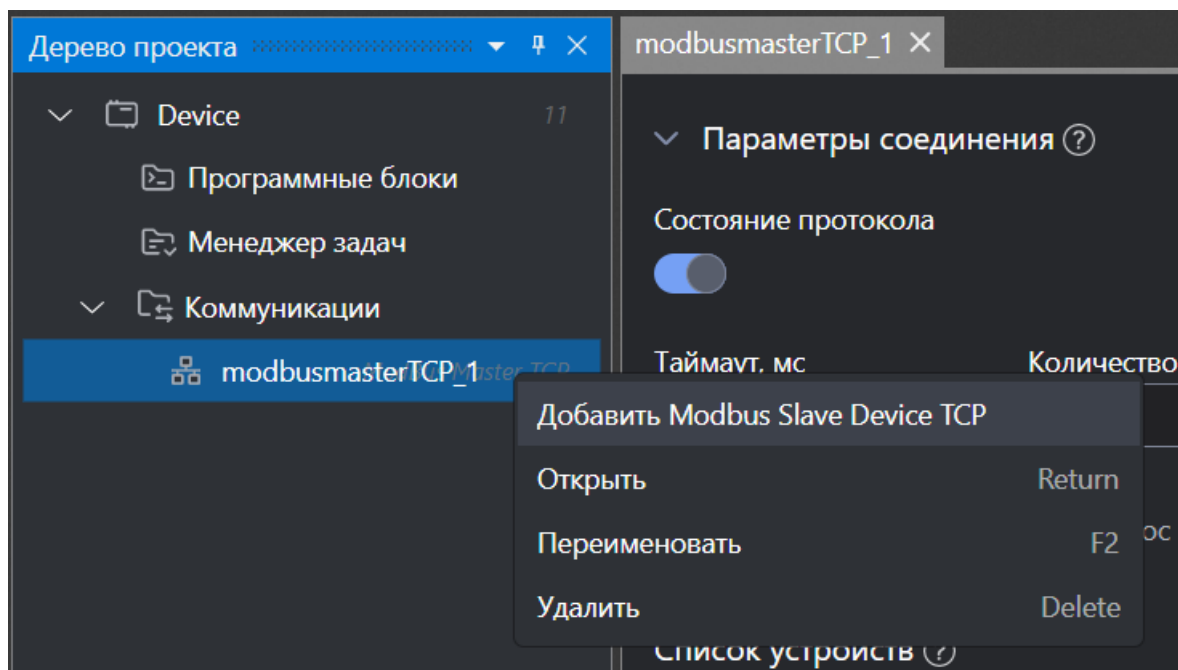 Дерево проекта
modbusmasterTCP_1
Device 11
Параметры соединения
Программные блоки
Состояние протокола
Менеджер задач
Коммуникации
modbusmasterTCP_1
Таймаут, мс Количество
Добавить Modbus Slave Device TCP
Открыть Return
Переименовать F2
ос
Удалить Delete
Список устройств